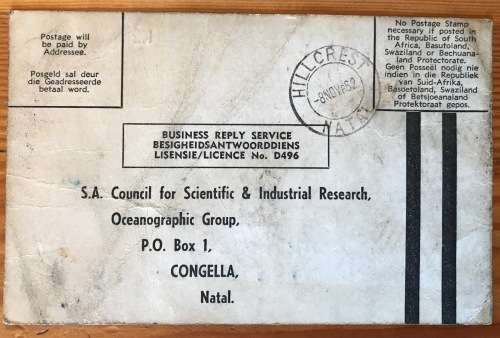 Postage will
be paid by
Addressee.
Posgeld sal deur
die Geadresseerde
betaal word.
HILLCREST
-8NOV62
NATAL
No Postage Stamp
necessary if posted in
the Republic of South
Africa, Basutoland,
Swaziland or Bechuana-
land Protectorate.
Geen Posseël nodig nie
indien in die Republiek
van Suid-Afrika,
Basoetoland, Swaziland
of Betsjoeanaland
Protektoraat gepos.
BUSINESS REPLY SERVICE
BESIGHEIDSANTWOORDDIENS
LISENSIE/LICENCE No. D496
S.A. Council for Scientific & Industrial Research,
Oceanographic Group,
P.O. Box 1,
CONGELLA,
Natal.